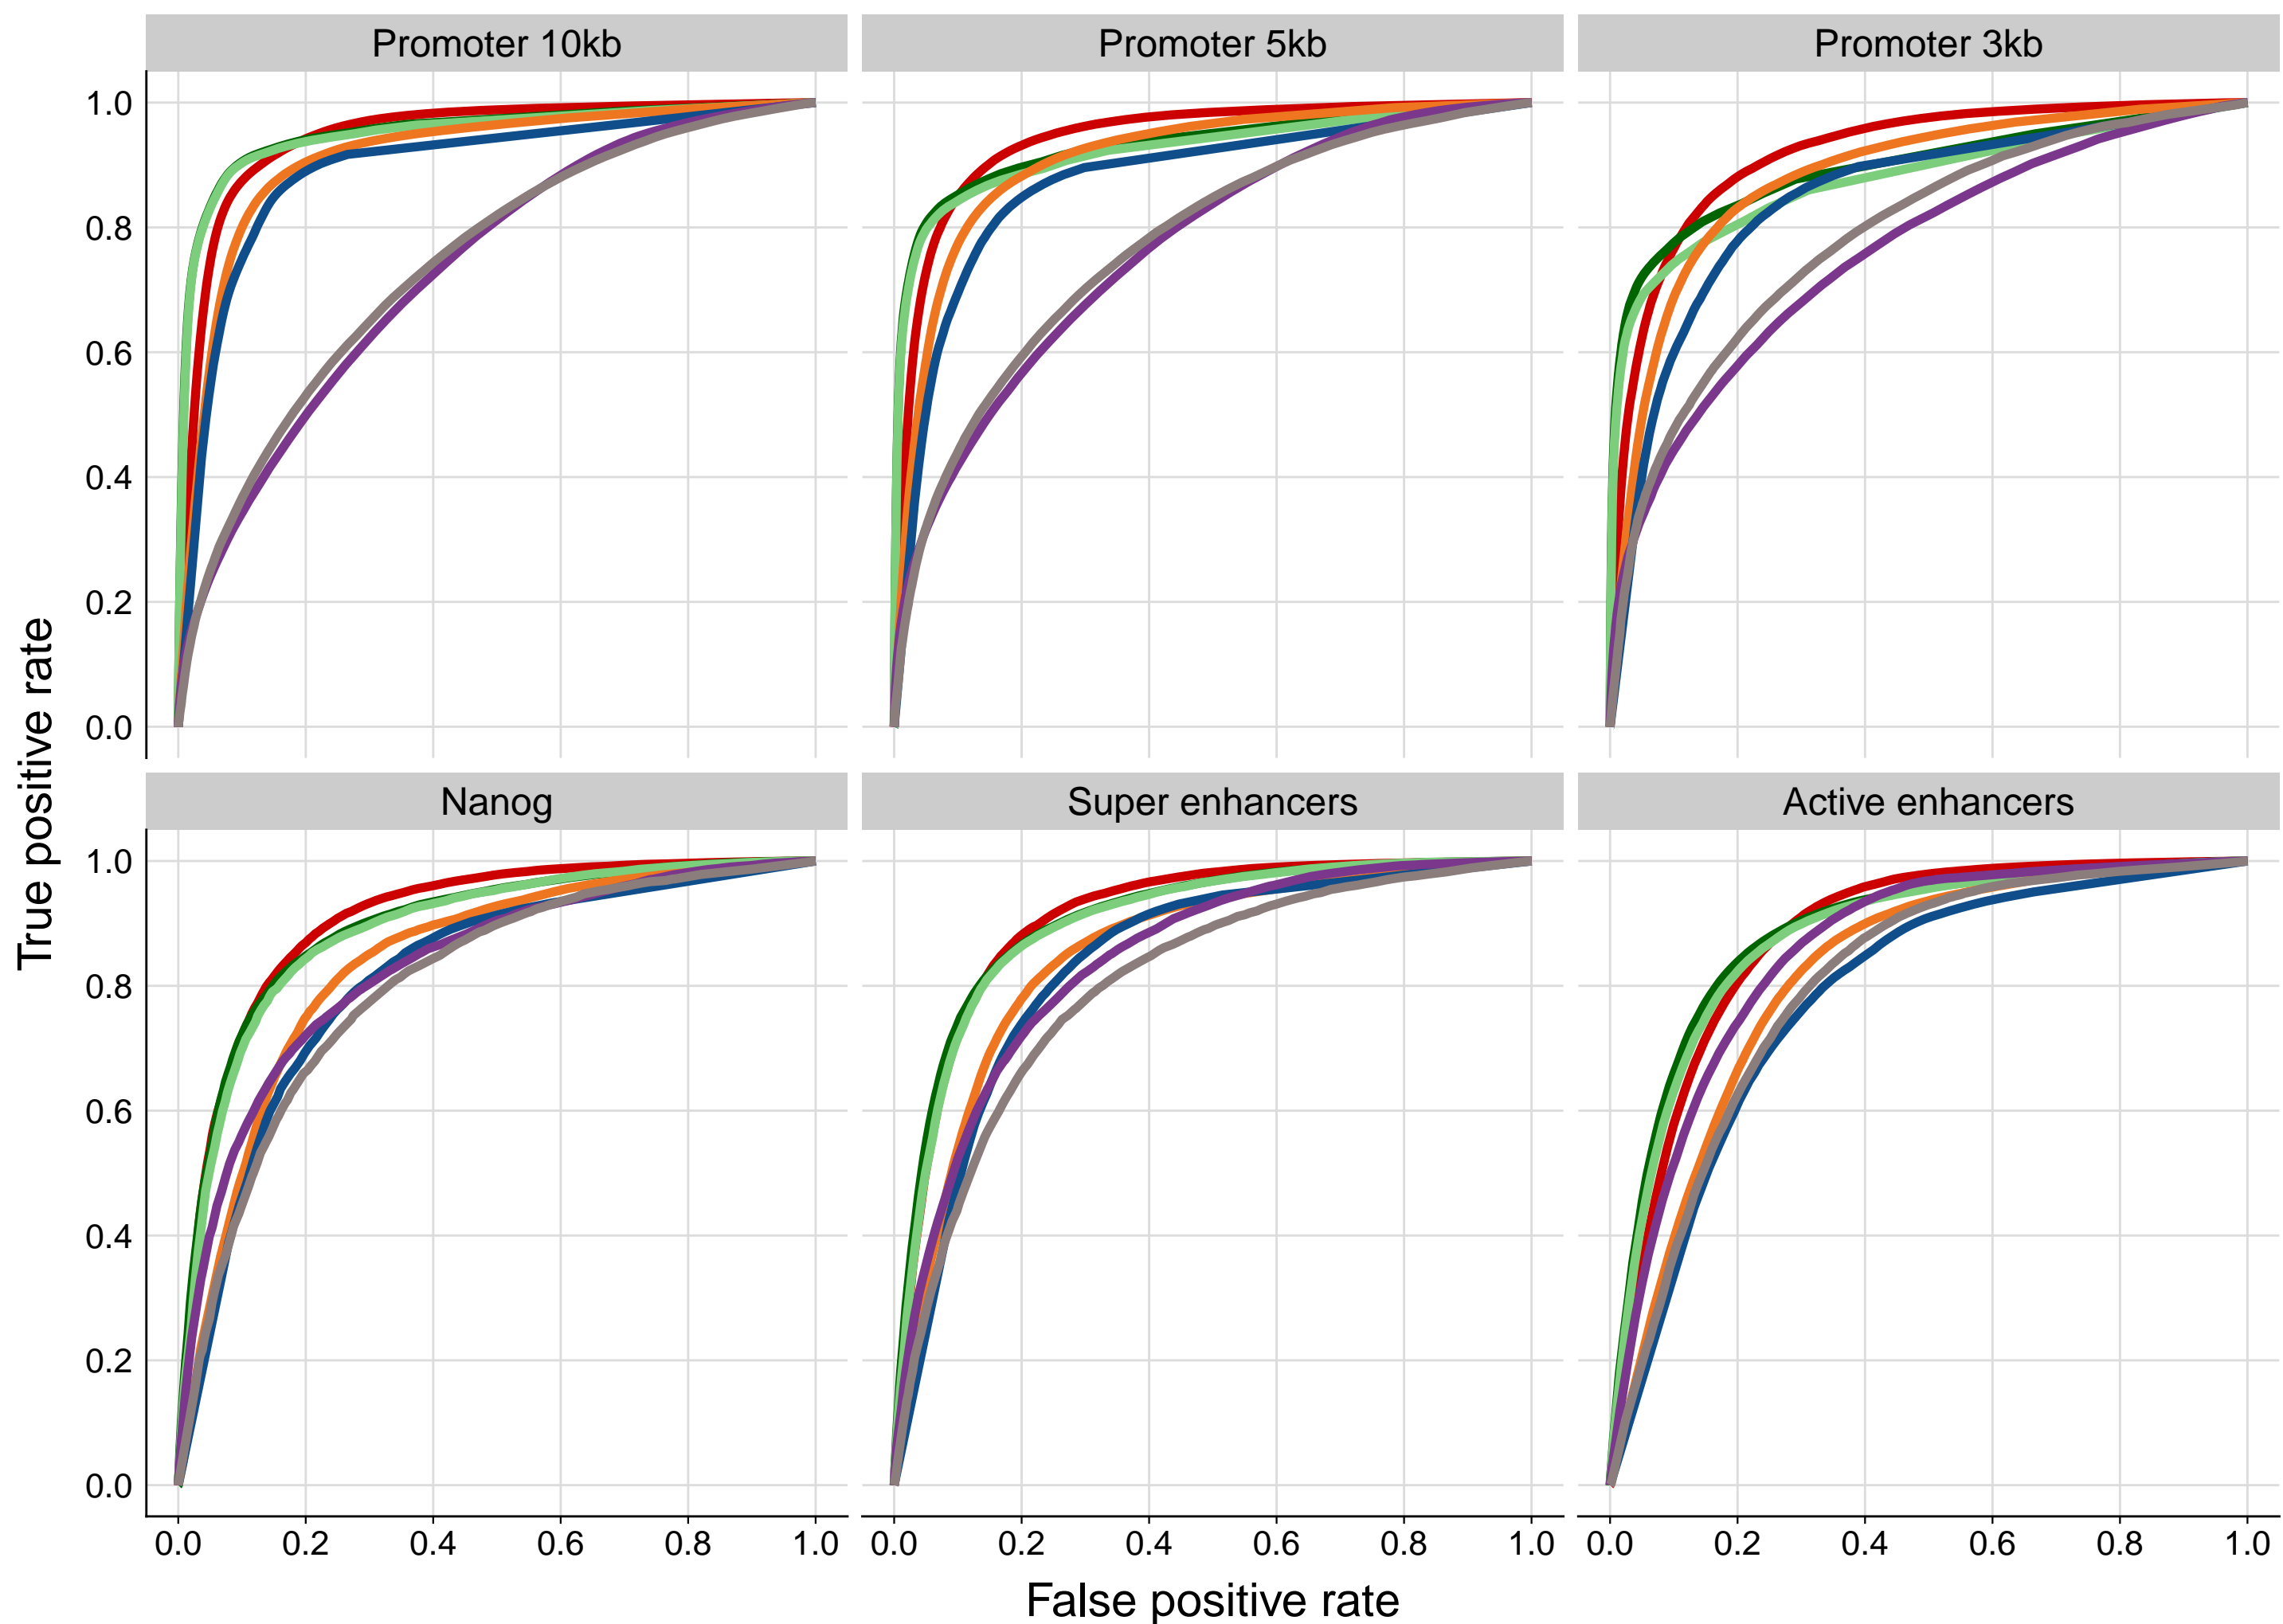 Promoter 10kb
Promoter 5kb
Promoter 3kb
1.0
0.8
0.6
0.4
0.2
0.0
Nanog
Super enhancers
Active enhancers
1.0
0.8
0.6
0.4
0.2
0.0
0.0 0.2 0.4 0.6 0.8 1.0
0.0 0.2 0.4 0.6 0.8 1.0
0.0 0.2 0.4 0.6 0.8 1.0
False positive rate
True positive rate